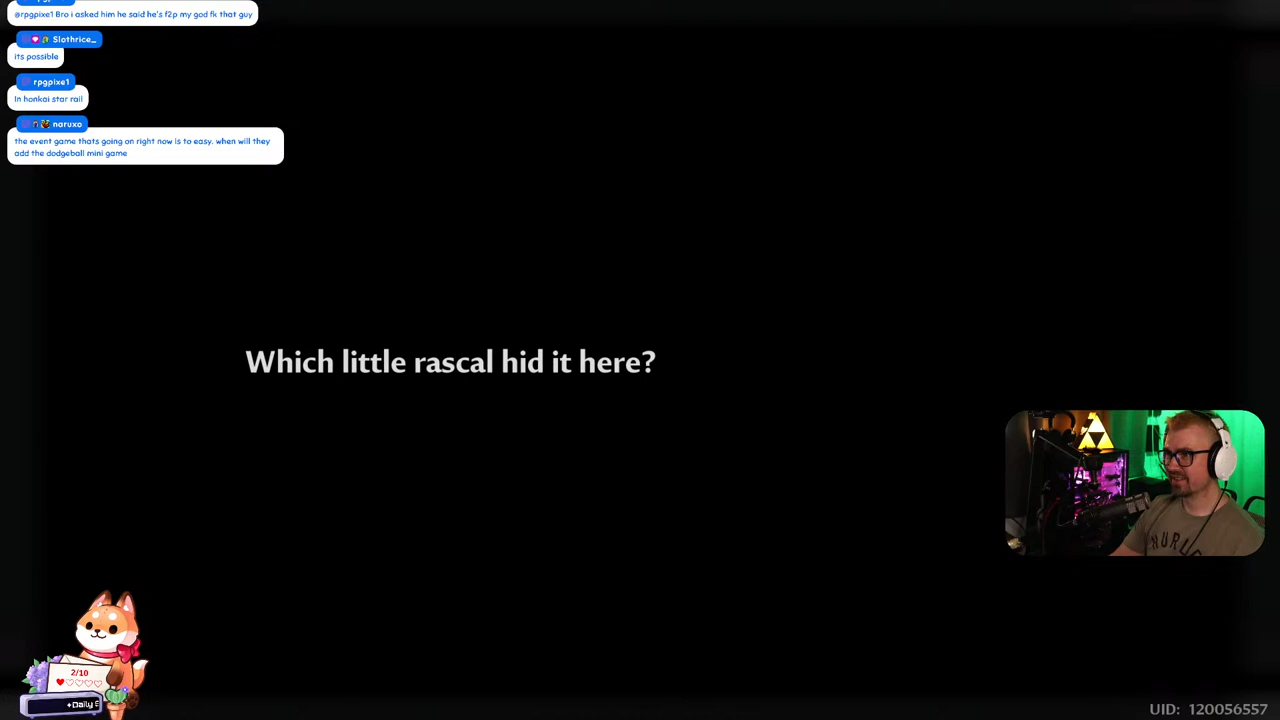 @rpgpixe1 Bro i asked him he said he's f2p my god fk that guy
Slothrice_
its possible
rpgpixe1
In honkai star rail
naruxo
the event game thats going on right now is to easy. when will they
add the dodgeball mini game
Which little rascal hid it here?
2/10
+Daily
UID: 120056557